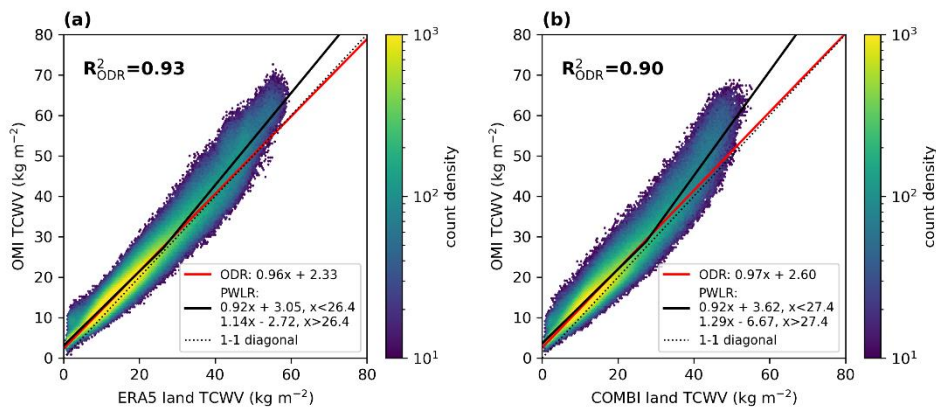 (a)
R²ODR=0.93
OMI TCWV (kg m⁻²)
80
70
60
50
40
30
20
10
0
0 20 40 60 80
ERA5 land TCWV (kg m⁻²)
ODR: 0.96x + 2.33
PWLR:
0.92x + 3.05, x<26.4
1.14x - 2.72, x>26.4
1-1 diagonal
10³
10²
10¹
count density
(b)
R²ODR=0.90
OMI TCWV (kg m⁻²)
80
70
60
50
40
30
20
10
0
0 20 40 60 80
COMBI land TCWV (kg m⁻²)
ODR: 0.97x + 2.60
PWLR:
0.92x + 3.62, x<27.4
1.29x - 6.67, x>27.4
1-1 diagonal
10³
10²
10¹
count density